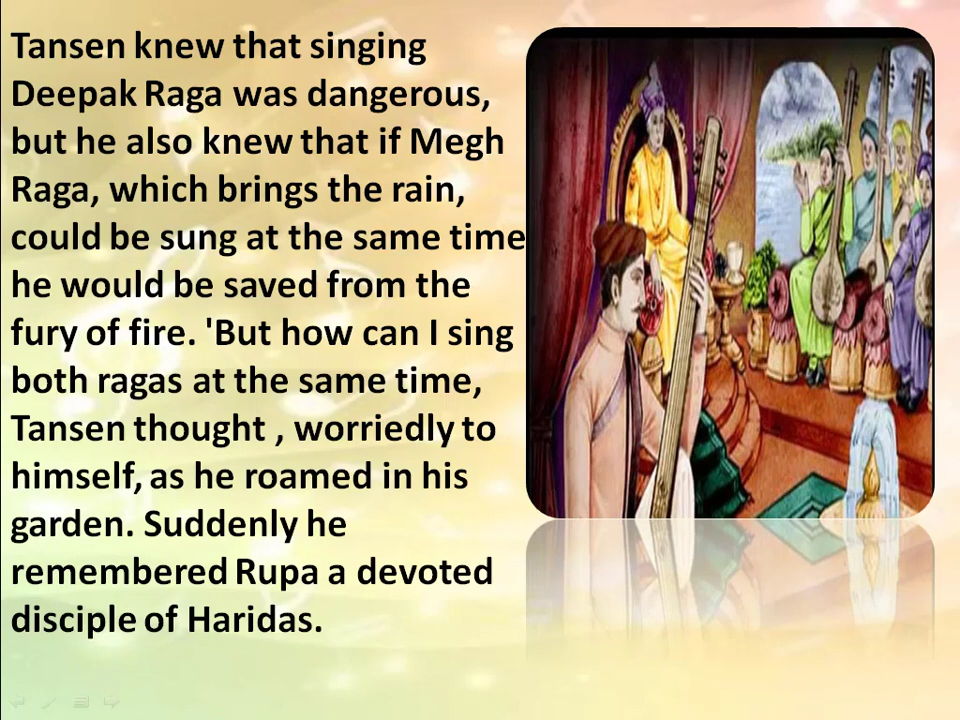 Tansen knew that singing
Deepak Raga was dangerous,
but he also knew that if Megh
Raga, which brings the rain,
could be sung at the same time
he would be saved from the
fury of fire. 'But how can I sing
both ragas at the same time,
Tansen thought , worriedly to
himself, as he roamed in his
garden. Suddenly he
remembered Rupa a devoted
disciple of Haridas.